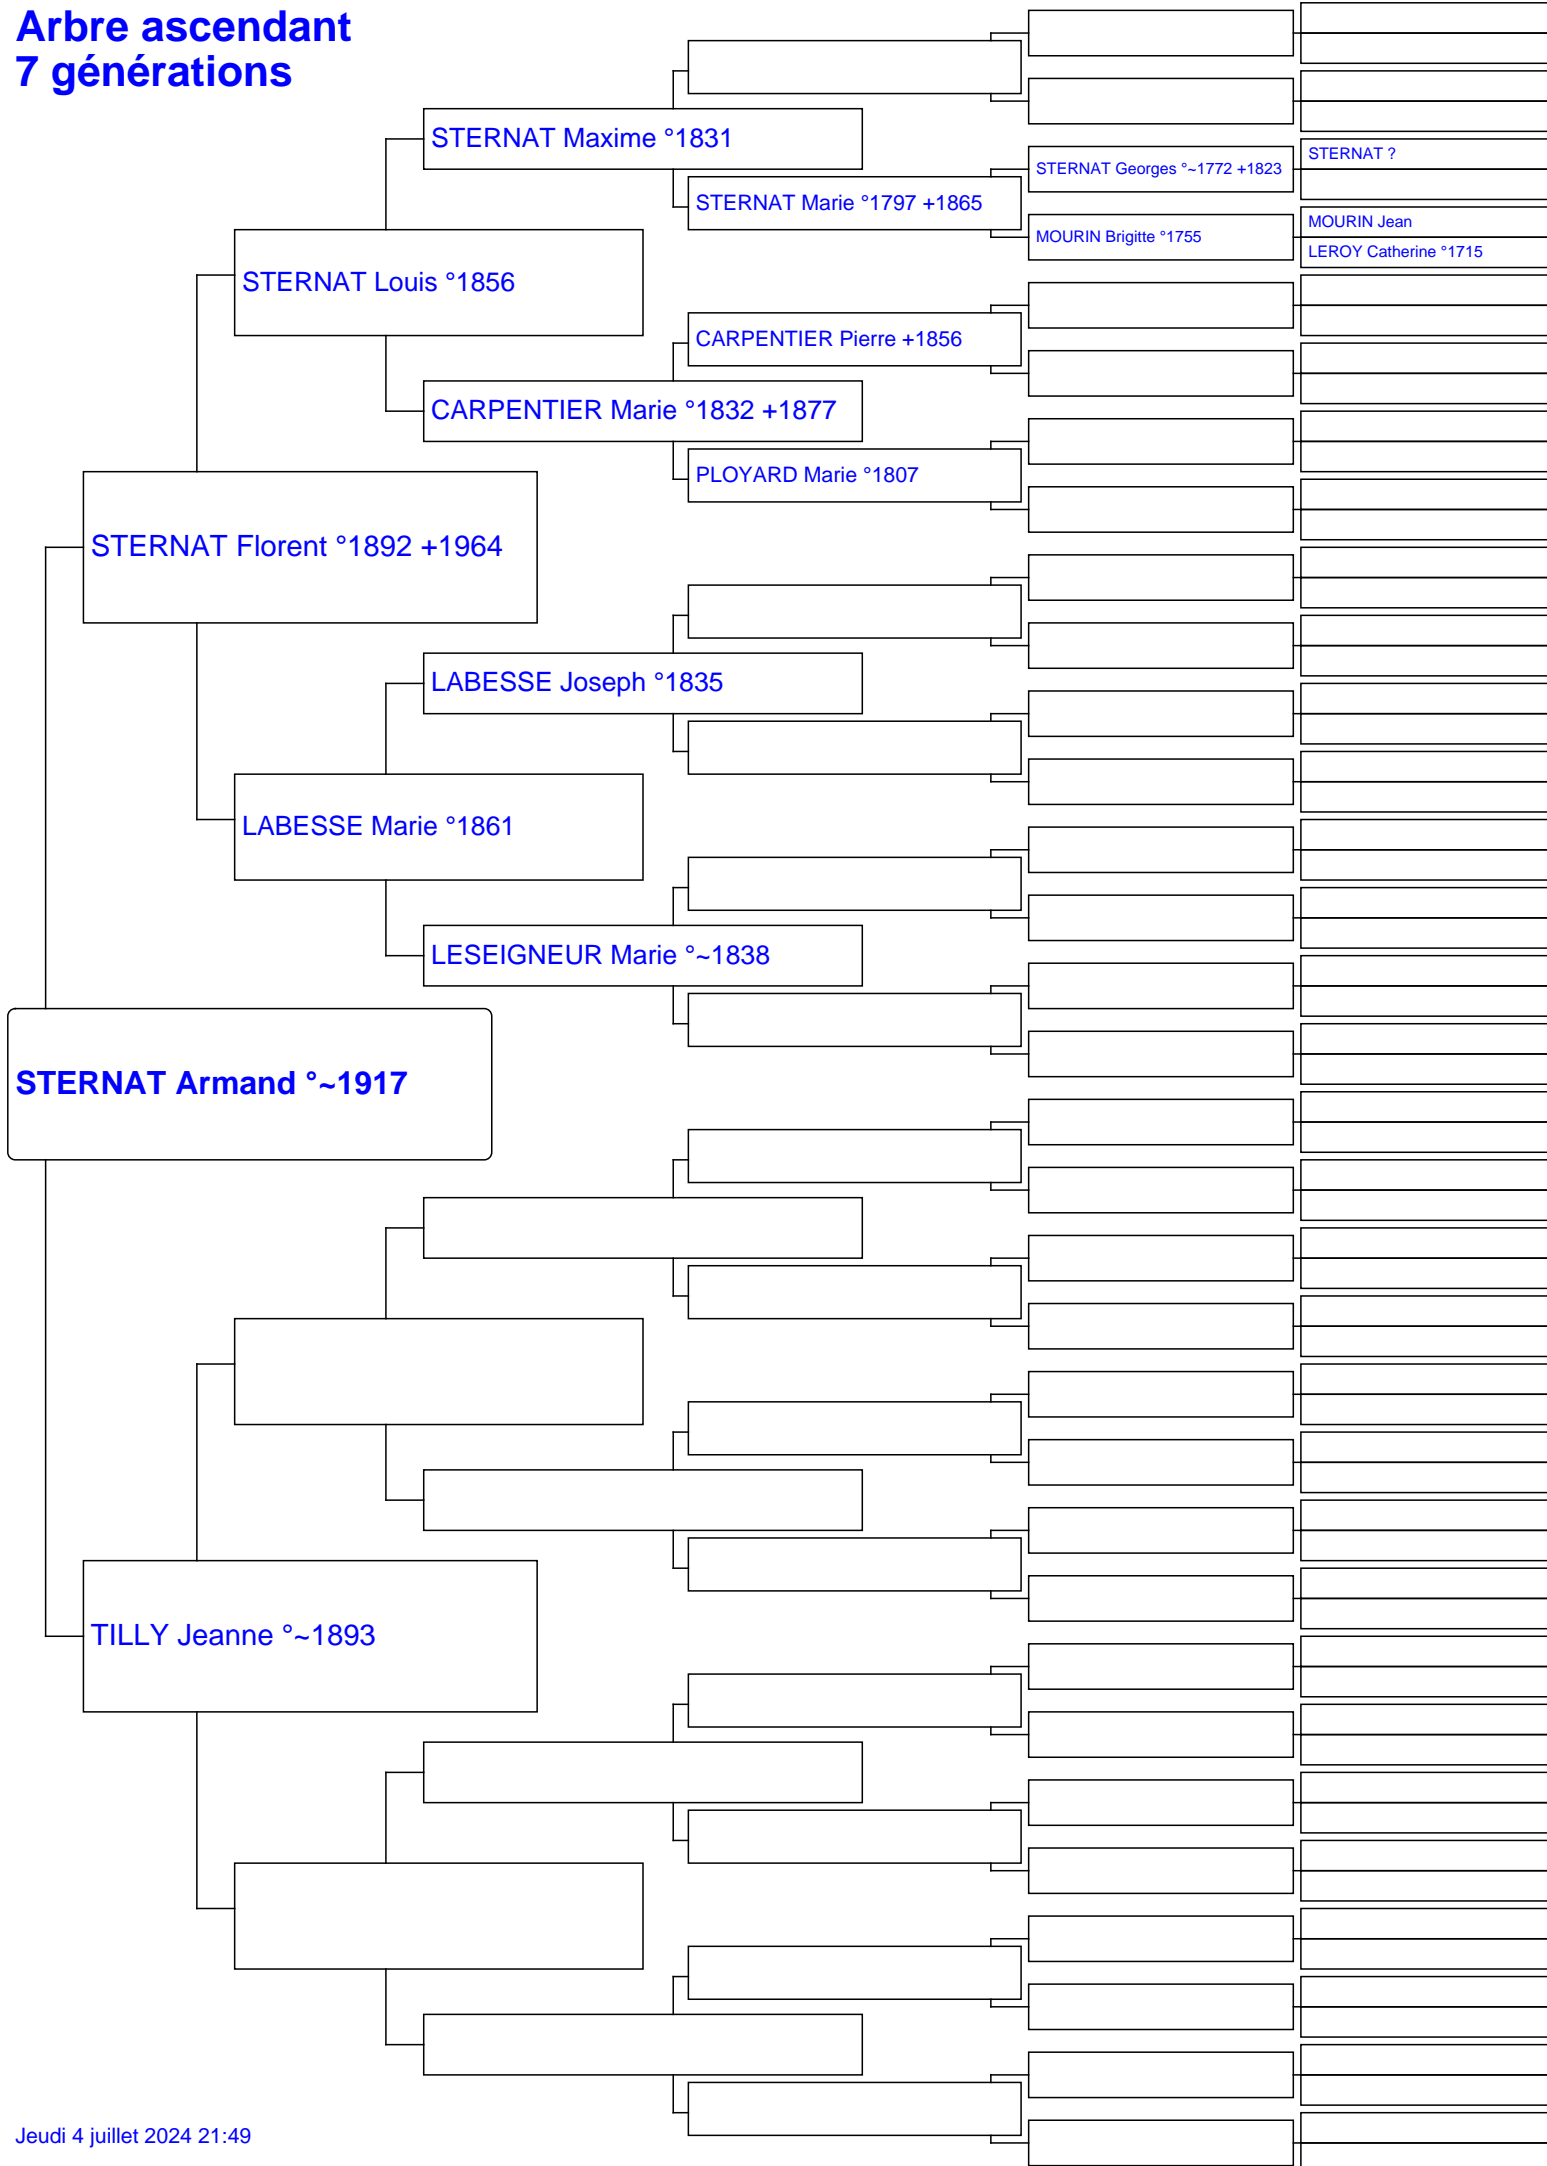 Arbre ascendant
7 générations
STERNAT Maxime °1831
STERNAT Georges °~1772 +1823
STERNAT ?
STERNAT Marie °1797 +1865
MOURIN Jean
MOURIN Brigitte °1755
LEROY Catherine °1715
STERNAT Louis °1856
CARPENTIER Pierre +1856
CARPENTIER Marie °1832 +1877
PLOYARD Marie °1807
STERNAT Florent °1892 +1964
LABESSE Joseph °1835
LABESSE Marie °1861
LESEIGNEUR Marie °~1838
STERNAT Armand °~1917
TILLY Jeanne °~1893
Jeudi 4 juillet 2024 21:49